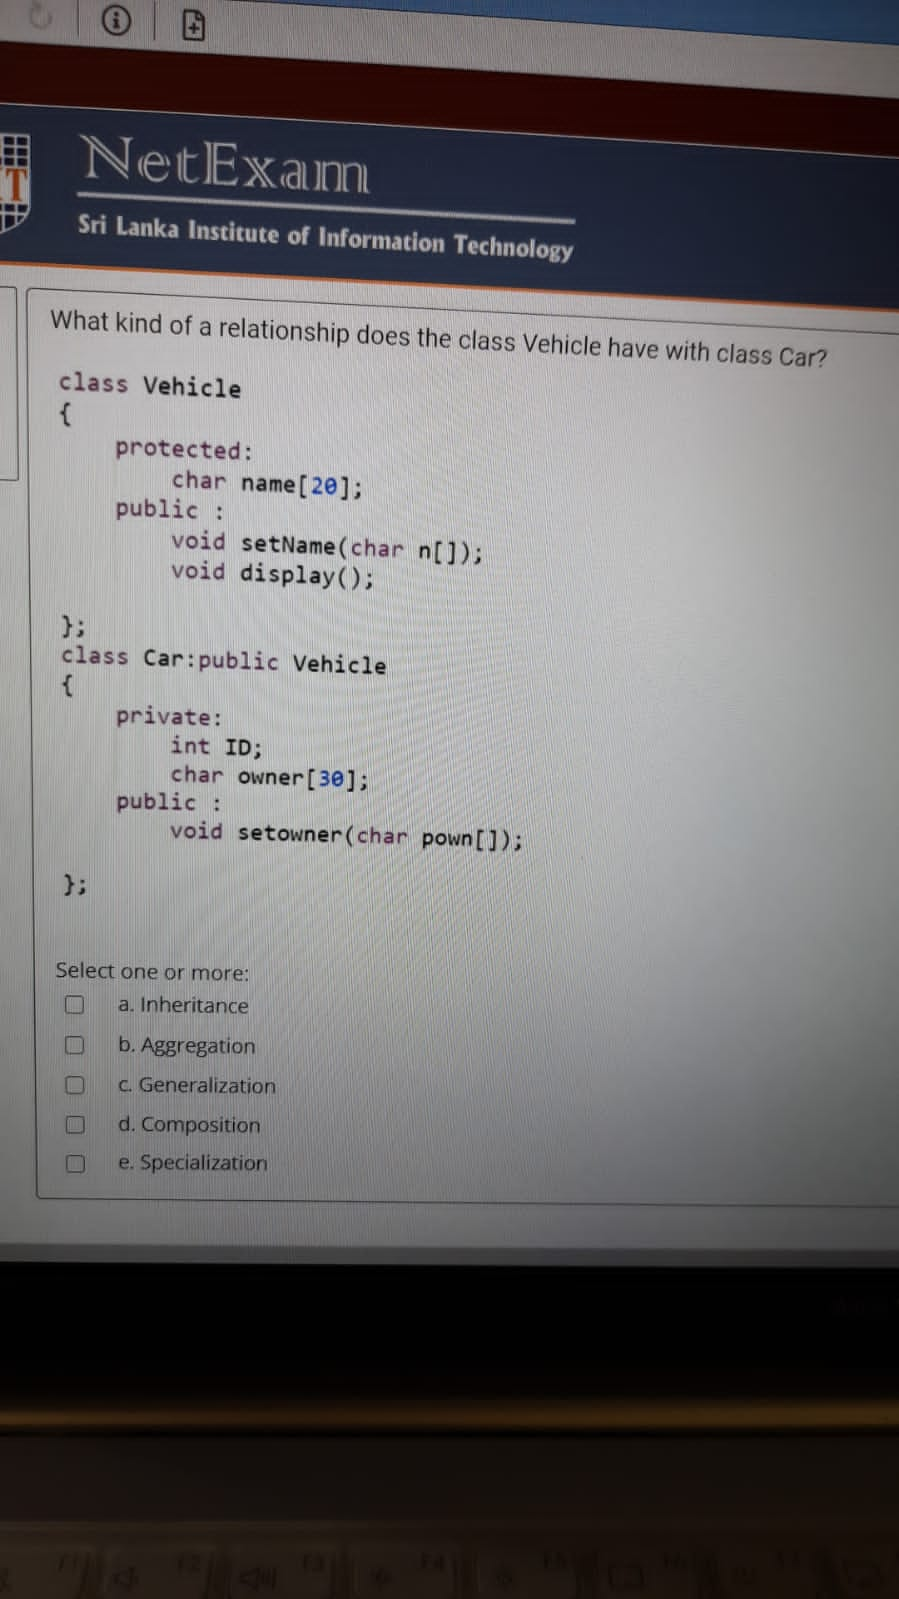 NetExam
Sri Lanka Institute of Information Technology
What kind of a relationship does the class Vehicle have with class Car?
class Vehicle
{
protected:
char name[20];
public :
void setName(char n[]);
void display();
};
class Car:public Vehicle
{
private:
int ID;
char owner[30];
public :
void setowner(char pown[]);
};
Select one or more:
a. Inheritance
b. Aggregation
c. Generalization
d. Composition
e. Specialization